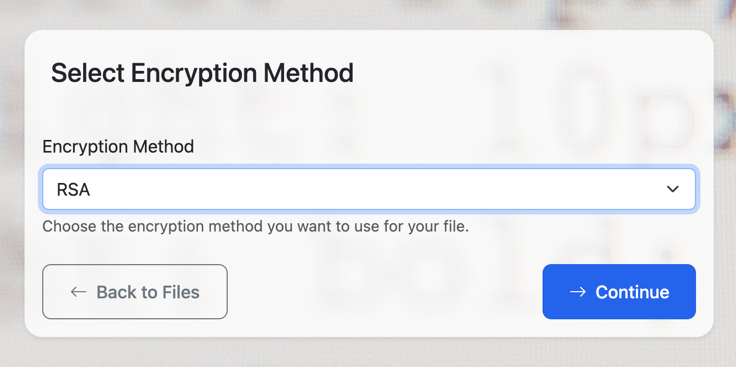 Select Encryption Method
Encryption Method
RSA
Choose the encryption method you want to use for your file.
← Back to Files
→ Continue